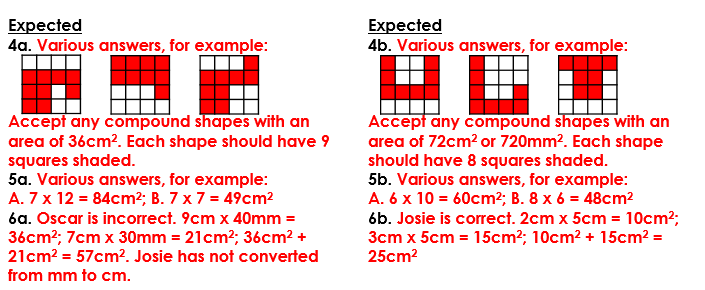 Expected
4a. Various answers, for example:
Accept any compound shapes with an
area of 36cm². Each shape should have 9
squares shaded.
5a. Various answers, for example:
A. 7 x 12 = 84cm²; B. 7 x 7 = 49cm²
6a. Oscar is incorrect. 9cm x 40mm =
36cm²; 7cm x 30mm = 21cm²; 36cm² +
21cm² = 57cm². Josie has not converted
from mm to cm.
Expected
4b. Various answers, for example:
Accept any compound shapes with an
area of 72cm² or 720mm². Each shape
should have 8 squares shaded.
5b. Various answers, for example:
A. 6 x 10 = 60cm²; B. 8 x 6 = 48cm²
6b. Josie is correct. 2cm x 5cm = 10cm²;
3cm x 5cm = 15cm²; 10cm² + 15cm² =
25cm²